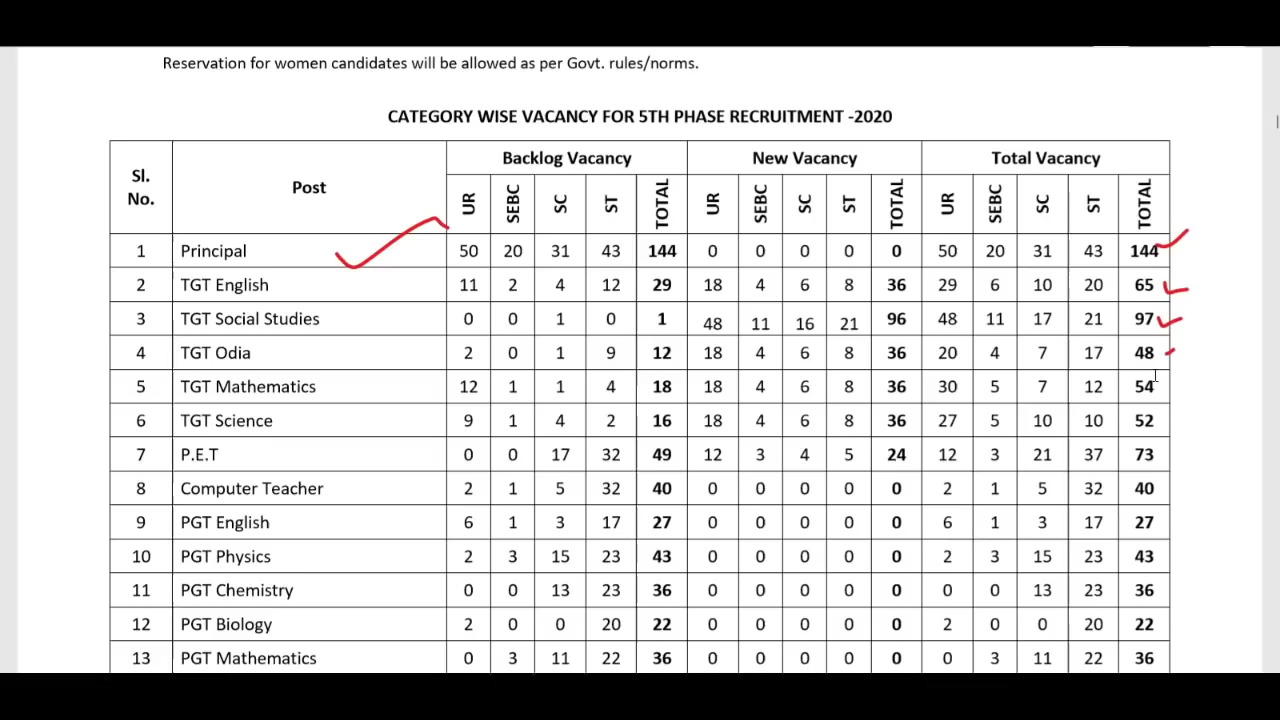 Reservation for women candidates will be allowed as per Govt. rules/norms.
CATEGORY WISE VACANCY FOR 5TH PHASE RECRUITMENT -2020
Sl. No. Post Backlog Vacancy New Vacancy Total Vacancy
UR SEBC SC ST TOTAL UR SEBC SC ST TOTAL UR SEBC SC ST TOTAL
1 Principal 50 20 31 43 144 0 0 0 0 0 50 20 31 43 144
2 TGT English 11 2 4 12 29 18 4 6 8 36 29 6 10 20 65
3 TGT Social Studies 0 0 1 0 1 48 11 16 21 96 48 11 17 21 97
4 TGT Odia 2 0 1 9 12 18 4 6 8 36 20 4 7 17 48
5 TGT Mathematics 12 1 1 4 18 18 4 6 8 36 30 5 7 12 54
6 TGT Science 9 1 4 2 16 18 4 6 8 36 27 5 10 10 52
7 P.E.T 0 0 17 32 49 12 3 4 5 24 12 3 21 37 73
8 Computer Teacher 2 1 5 32 40 0 0 0 0 0 2 1 5 32 40
9 PGT English 6 1 3 17 27 0 0 0 0 0 6 1 3 17 27
10 PGT Physics 2 3 15 23 43 0 0 0 0 0 2 3 15 23 43
11 PGT Chemistry 0 0 13 23 36 0 0 0 0 0 0 0 13 23 36
12 PGT Biology 2 0 0 20 22 0 0 0 0 0 2 0 0 20 22
13 PGT Mathematics 0 3 11 22 36 0 0 0 0 0 0 3 11 22 36